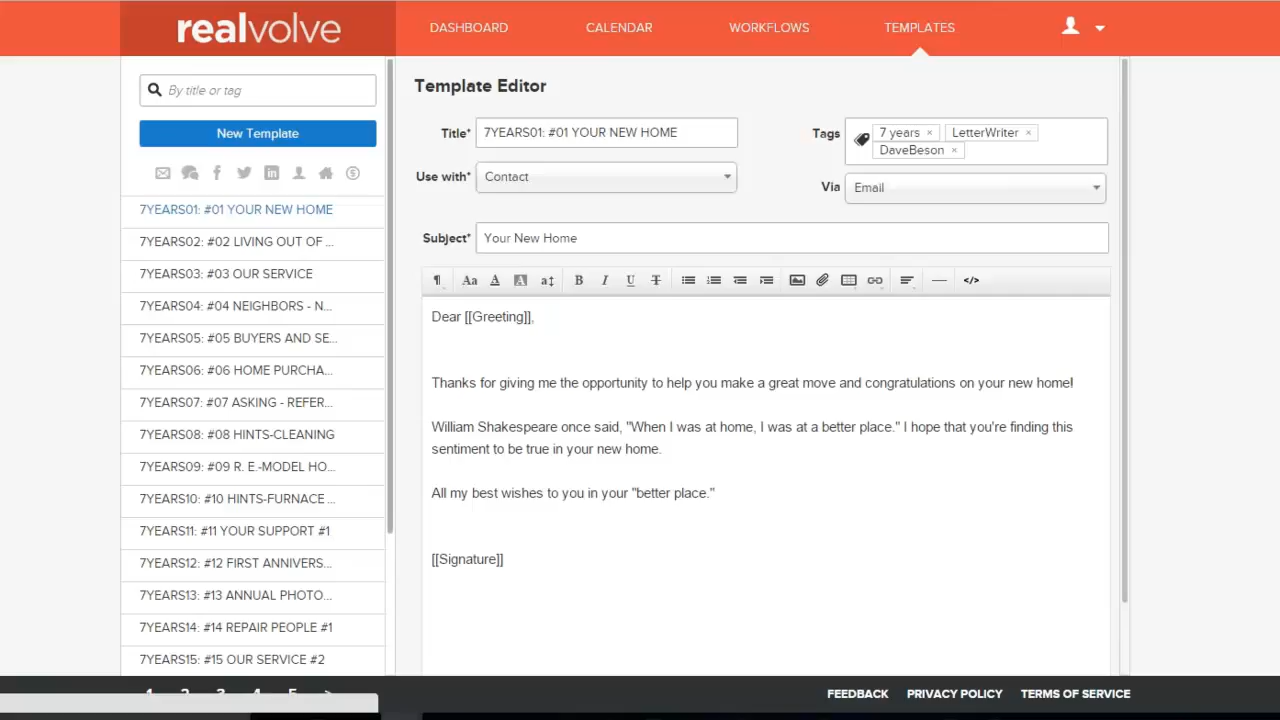 realvolve
DASHBOARD
CALENDAR
WORKFLOWS
TEMPLATES
By title or tag
New Template
7YEARS01: #01 YOUR NEW HOME
7YEARS02: #02 LIVING OUT OF ...
7YEARS03: #03 OUR SERVICE
7YEARS04: #04 NEIGHBORS - N...
7YEARS05: #05 BUYERS AND SE...
7YEARS06: #06 HOME PURCHA...
7YEARS07: #07 ASKING - REFER...
7YEARS08: #08 HINTS-CLEANING
7YEARS09: #09 R. E.-MODEL HO...
7YEARS10: #10 HINTS-FURNACE ...
7YEARS11: #11 YOUR SUPPORT #1
7YEARS12: #12 FIRST ANNIVERS...
7YEARS13: #13 ANNUAL PHOTO...
7YEARS14: #14 REPAIR PEOPLE #1
7YEARS15: #15 OUR SERVICE #2
1 2 3 4 5 >
Template Editor
Title* 7YEARS01: #01 YOUR NEW HOME
Tags 7 years × LetterWriter ×
DaveBeson ×
Use with* Contact
Via Email
Subject* Your New Home
Dear [[Greeting]],
Thanks for giving me the opportunity to help you make a great move and congratulations on your new home!
William Shakespeare once said, "When I was at home, I was at a better place." I hope that you're finding this
sentiment to be true in your new home.
All my best wishes to you in your "better place."
[[Signature]]
FEEDBACK
PRIVACY POLICY
TERMS OF SERVICE